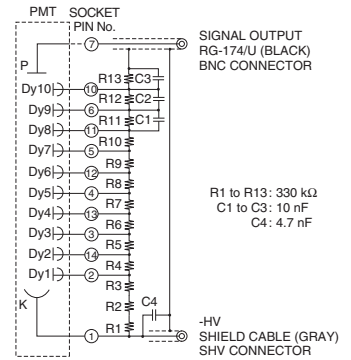 PMT SOCKET
PIN No.
SIGNAL OUTPUT
RG-174/U (BLACK)
BNC CONNECTOR
7
P
R13 C3
Dy10 10
R12 C2
Dy9 6
R11 C1
Dy8 11
R10
Dy7 5
R9
Dy6 12
R8
Dy5 4
R7
Dy4 13
R6
Dy3 3
R5
Dy2 14
R4
Dy1 2
R3
R1 to R13: 330 kΩ
C1 to C3: 10 nF
C4: 4.7 nF
K
R2 C4
R1
1
-HV
SHIELD CABLE (GRAY)
SHV CONNECTOR